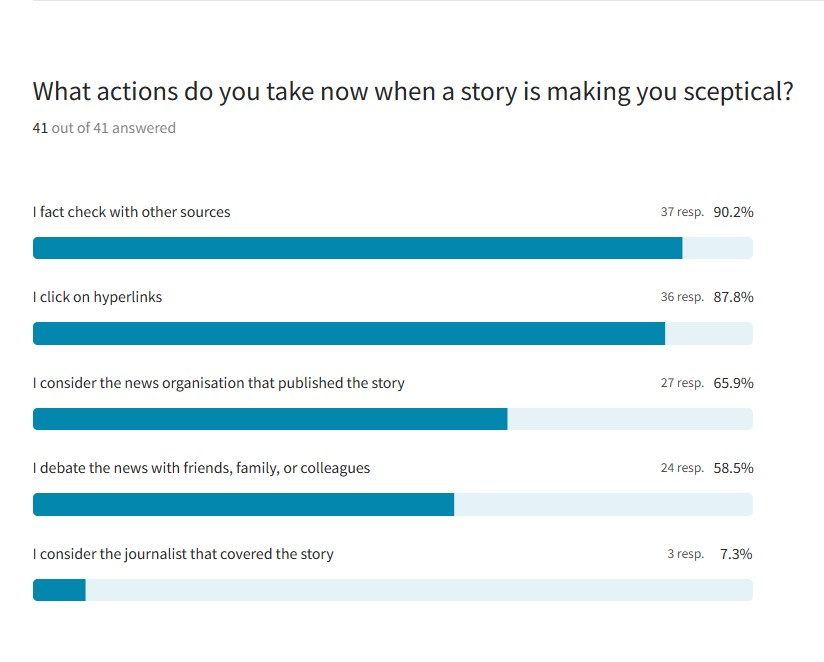 What actions do you take now when a story is making you sceptical?
41 out of 41 answered
I fact check with other sources 37 resp. 90.2%
I click on hyperlinks 36 resp. 87.8%
I consider the news organisation that published the story 27 resp. 65.9%
I debate the news with friends, family, or colleagues 24 resp. 58.5%
I consider the journalist that covered the story 3 resp. 7.3%